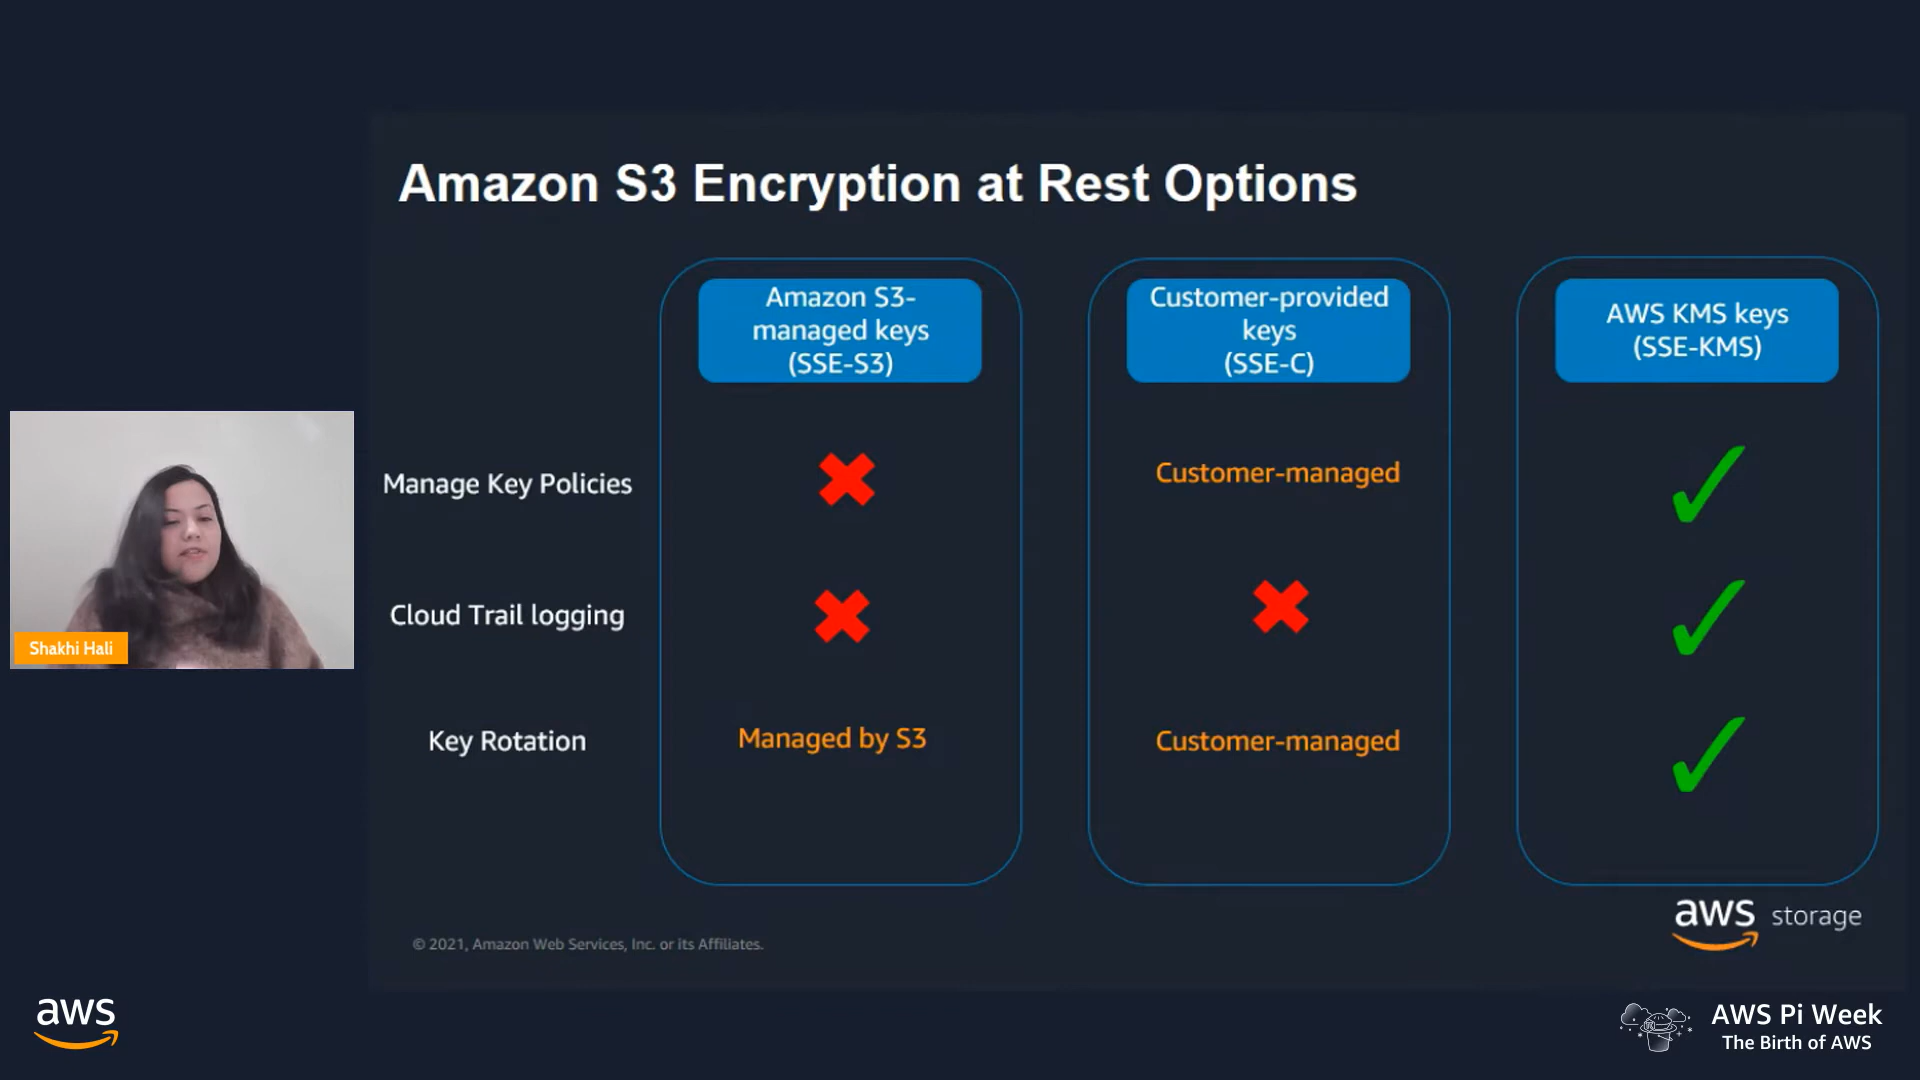 Amazon S3 Encryption at Rest Options
Amazon S3-
managed keys
(SSE-S3)
Customer-provided
keys
(SSE-C)
AWS KMS keys
(SSE-KMS)
Manage Key Policies
Customer-managed
Cloud Trail logging
Key Rotation
Managed by S3
Customer-managed
Shakhi Hali
aws storage
© 2021, Amazon Web Services, Inc. or its Affiliates.
aws
AWS Pi Week
The Birth of AWS